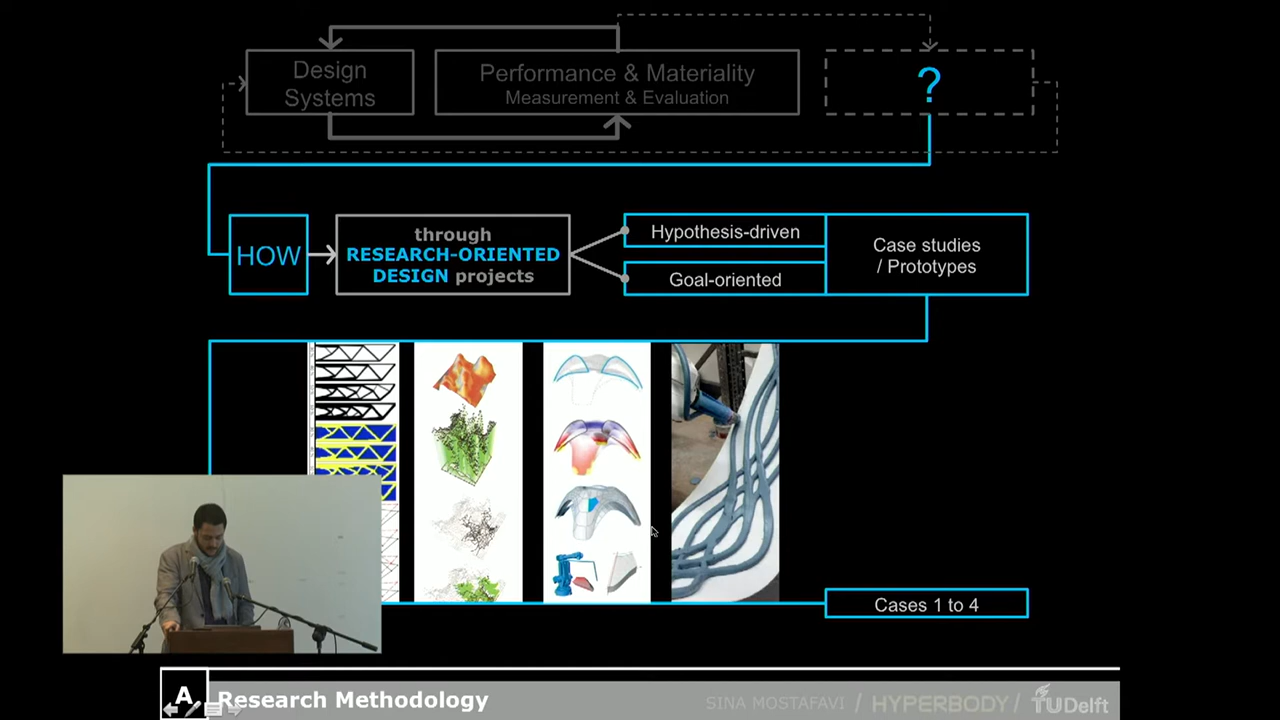 Design
Systems
Performance & Materiality
Measurement & Evaluation
?
HOW
through
RESEARCH-ORIENTED
DESIGN projects
Hypothesis-driven
Goal-oriented
Case studies
/ Prototypes
Cases 1 to 4
A
Research Methodology
SINA MOSTAFAVI / HYPERBODY / TUDelft